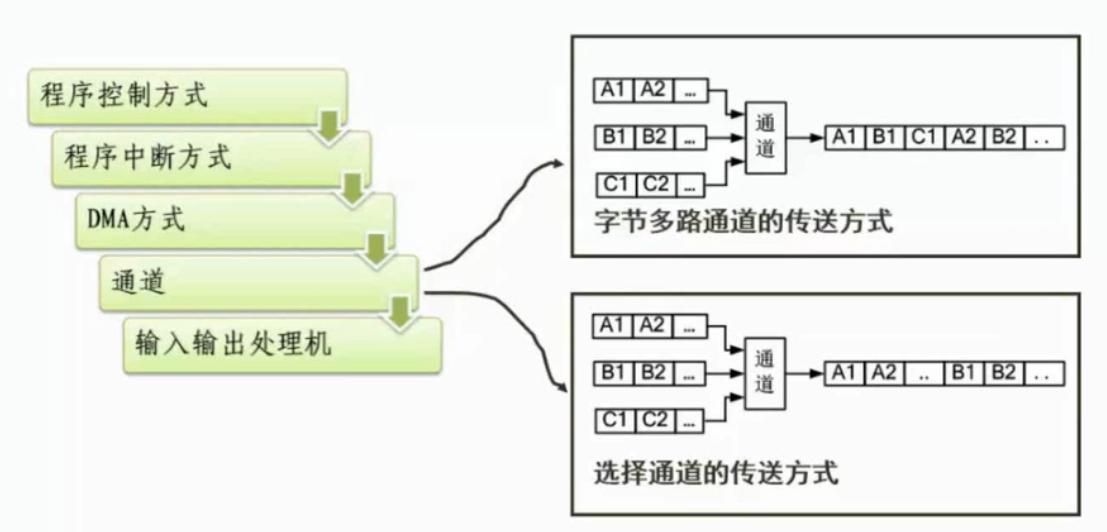 程序控制方式
程序中断方式
DMA方式
通道
输入输出处理机
A1 A2 ...
B1 B2 ...
C1 C2 ...
通道
A1 B1 C1 A2 B2 ..
字节多路通道的传送方式
A1 A2 ...
B1 B2 ...
C1 C2 ...
通道
A1 A2 .. B1 B2 ..
选择通道的传送方式